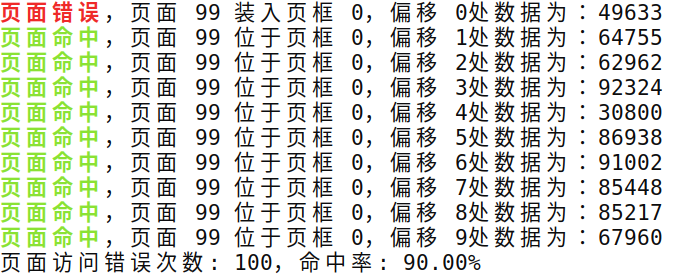 页面错误，页面 99 装入页框 0，偏移 0处数据为：49633
页面命中，页面 99 位于页框 0，偏移 1处数据为：64755
页面命中，页面 99 位于页框 0，偏移 2处数据为：62962
页面命中，页面 99 位于页框 0，偏移 3处数据为：92324
页面命中，页面 99 位于页框 0，偏移 4处数据为：30800
页面命中，页面 99 位于页框 0，偏移 5处数据为：86938
页面命中，页面 99 位于页框 0，偏移 6处数据为：91002
页面命中，页面 99 位于页框 0，偏移 7处数据为：85448
页面命中，页面 99 位于页框 0，偏移 8处数据为：85217
页面命中，页面 99 位于页框 0，偏移 9处数据为：67960
页面访问错误次数: 100，命中率: 90.00%